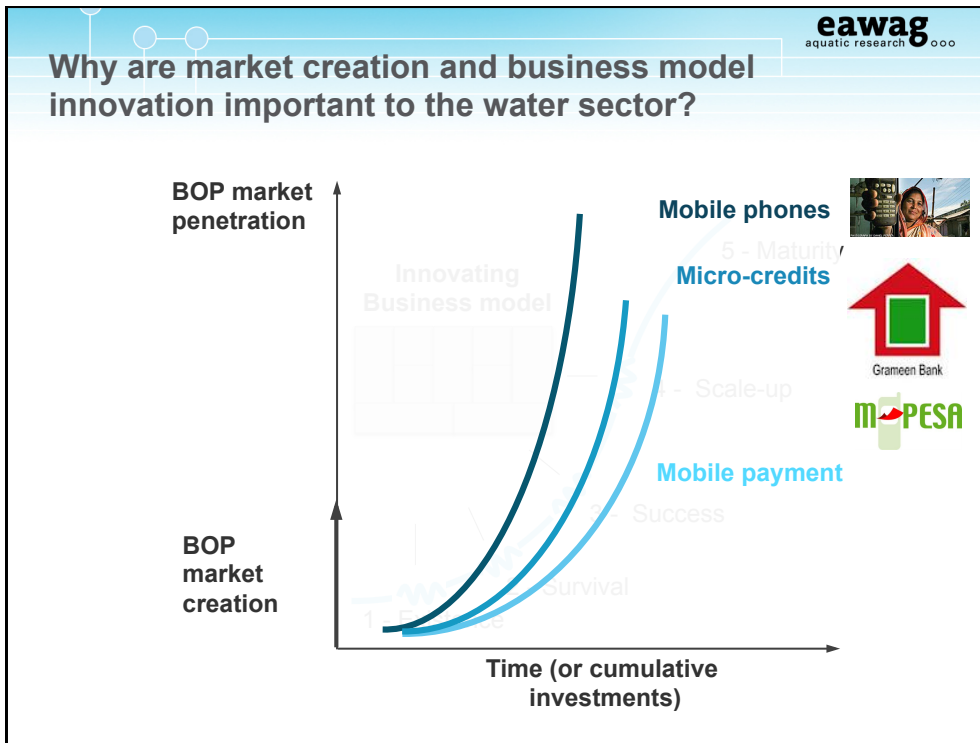 eawag
aquatic research
Why are market creation and business model
innovation important to the water sector?
BOP market
penetration
Mobile phones
5 - Maturity
Micro-credits
Innovating
Business model
Grameen Bank
4 - Scale-up
M PESA
Mobile payment
3 - Success
BOP
market
creation
Survival
Time (or cumulative
investments)